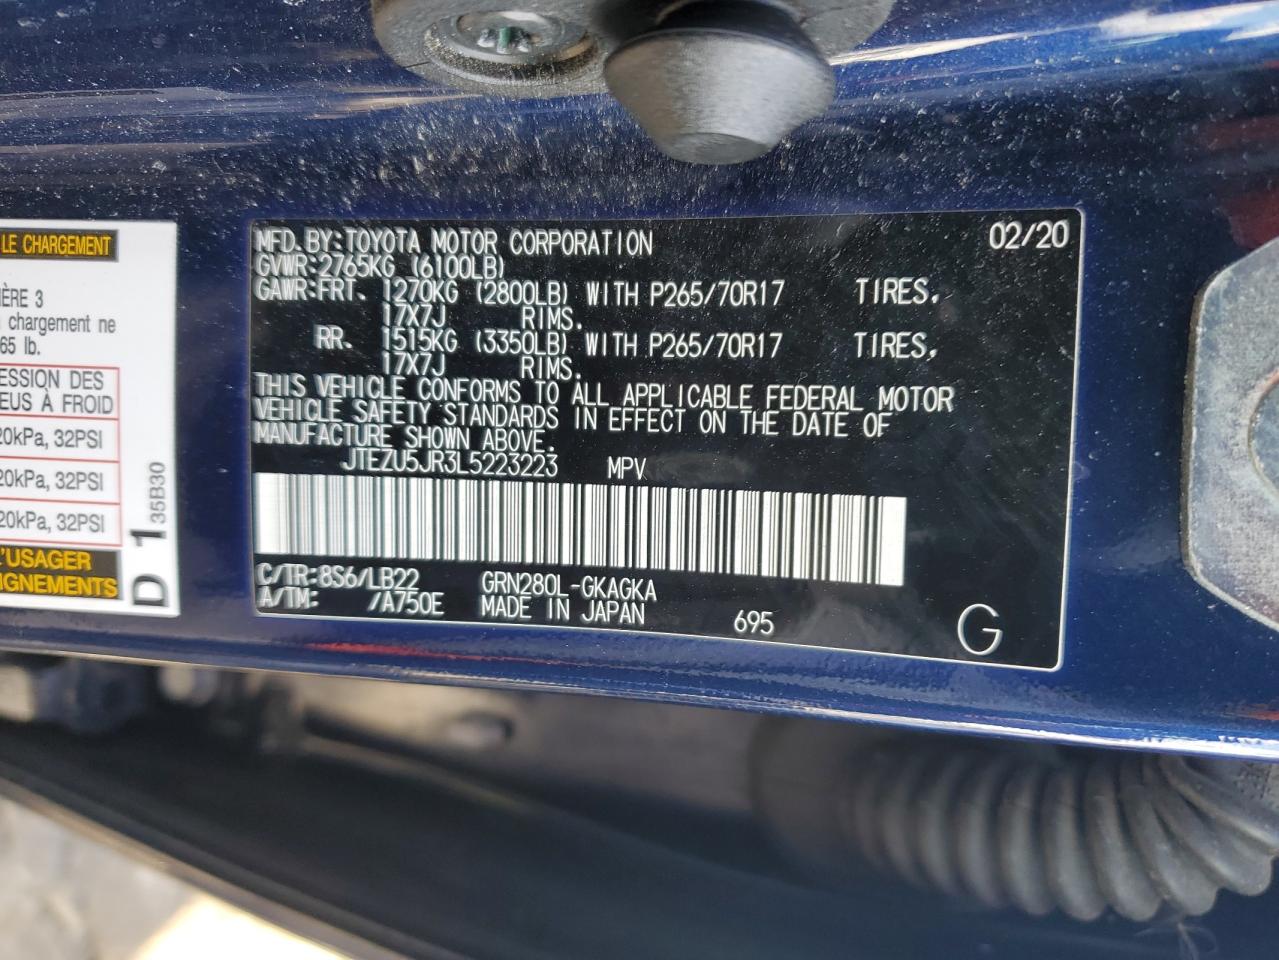 LE CHARGEMENT
IÈRE 3
chargement ne
65 lb.
ESSION DES
EUS À FROID
20kPa, 32PSI
20kPa, 32PSI
20kPa, 32PSI
L'USAGER
IGNEMENTS
D 1 35B30
MFD.BY:TOYOTA MOTOR CORPORATION 02/20
GVWR:2765KG (6100LB)
GAWR:FRT. 1270KG (2800LB) WITH P265/70R17 TIRES,
17X7J RIMS.
RR. 1515KG (3350LB) WITH P265/70R17 TIRES,
17X7J RIMS.
THIS VEHICLE CONFORMS TO ALL APPLICABLE FEDERAL MOTOR
VEHICLE SAFETY STANDARDS IN EFFECT ON THE DATE OF
MANUFACTURE SHOWN ABOVE.
JTEZU5JR3L5223223 MPV
C/TR:8S6/LB22 GRN280L-GKAGKA
A/TM: /A750E MADE IN JAPAN 695 G